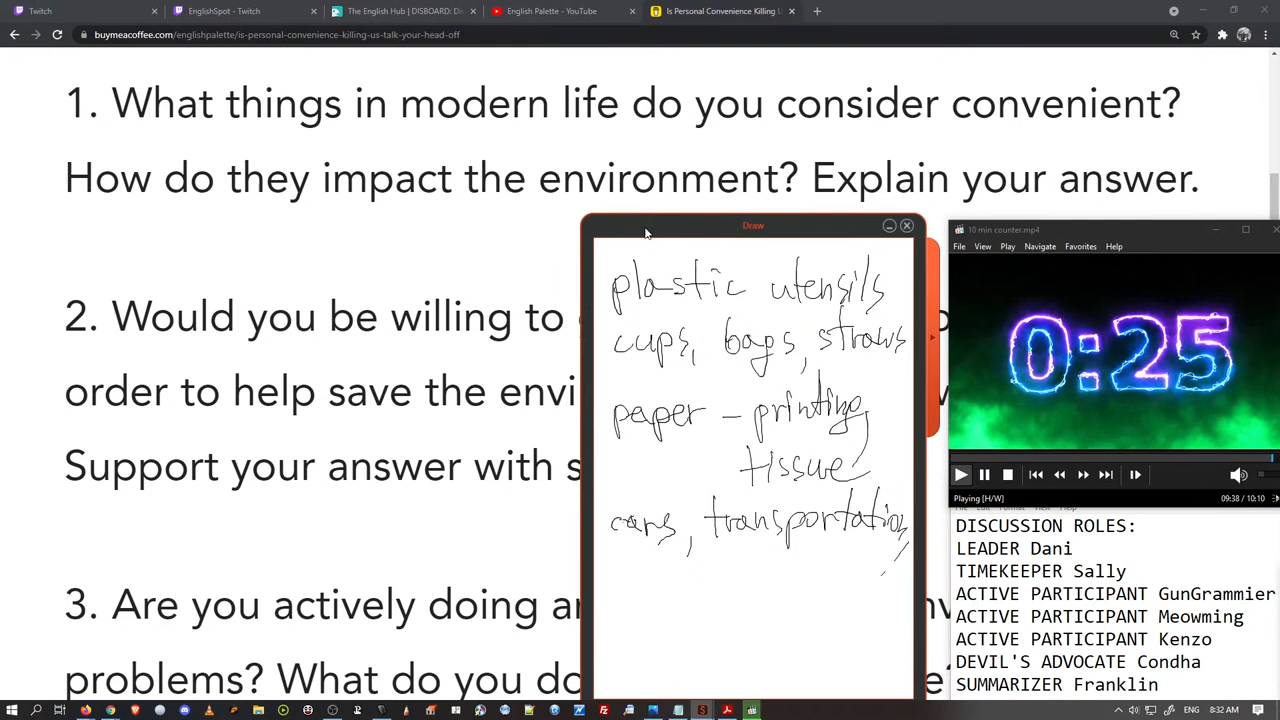 Twitch
EnglishSpot - Twitch
The English Hub | DISBOARD: Di
English Palette - YouTube
Is Personal Convenience Killing U
buymeacoffee.com/englishpalette/is-personal-convenience-killing-us-talk-your-head-off
1. What things in modern life do you consider convenient?
How do they impact the environment? Explain your answer.
2. Would you be willing to
order to help save the envi
Support your answer with s
3. Are you actively doing
problems? What do you do
Draw
plastic utensils
cups, bags, straws
paper - printing,
tissue
cars, transportation,
10 min counter.mp4
File View Play Navigate Favorites Help
0:25
Playing [H/W]
09:38 / 10:10
DISCUSSION ROLES:
LEADER Dani
TIMEKEEPER Sally
ACTIVE PARTICIPANT GunGrammier
ACTIVE PARTICIPANT Meowming
ACTIVE PARTICIPANT Kenzo
DEVIL'S ADVOCATE Condha
SUMMARIZER Franklin
ENG
8:32 AM